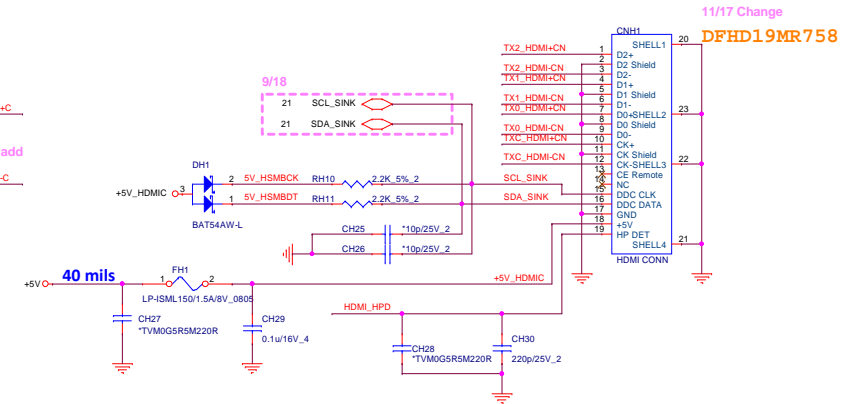 11/17 Change
DFHD19MR758
CNH1
SHELL1 20
TX2_HDMI+CN 1 D2+
2 D2 Shield
TX2_HDMI-CN 3 D2-
TX1_HDMI+CN 4 D1+
5 D1 Shield
TX1_HDMI-CN 6 D1-
TX0_HDMI+CN 7 D0+SHELL2 23
8 D0 Shield
TX0_HDMI-CN 9 D0-
TXC_HDMI+CN 10 CK+
11 CK Shield
TXC_HDMI-CN 12 CK-SHELL3 22
13 CE Remote
14 NC
SCL_SINK 15 DDC CLK
SDA_SINK 16 DDC DATA
17 GND
18 +5V
19 HP DET
SHELL4 21
HDMI CONN
9/18
21 SCL_SINK
21 SDA_SINK
+C
add
-C
DH1
+5V_HDMIC 3
2 5V_HSMBCK RH10 2.2K_5%_2
1 5V_HSMBDT RH11 2.2K_5%_2
BAT54AW-L
CH25 *10p/25V_2
CH26 *10p/25V_2
+5V 40 mils 1 FH1 2 +5V_HDMIC
LP-ISML150/1.5A/8V_0805
CH27
*TVM0G5R5M220R
CH29
0.1u/16V_4
HDMI_HPD
CH28
*TVM0G5R5M220R
CH30
220p/25V_2